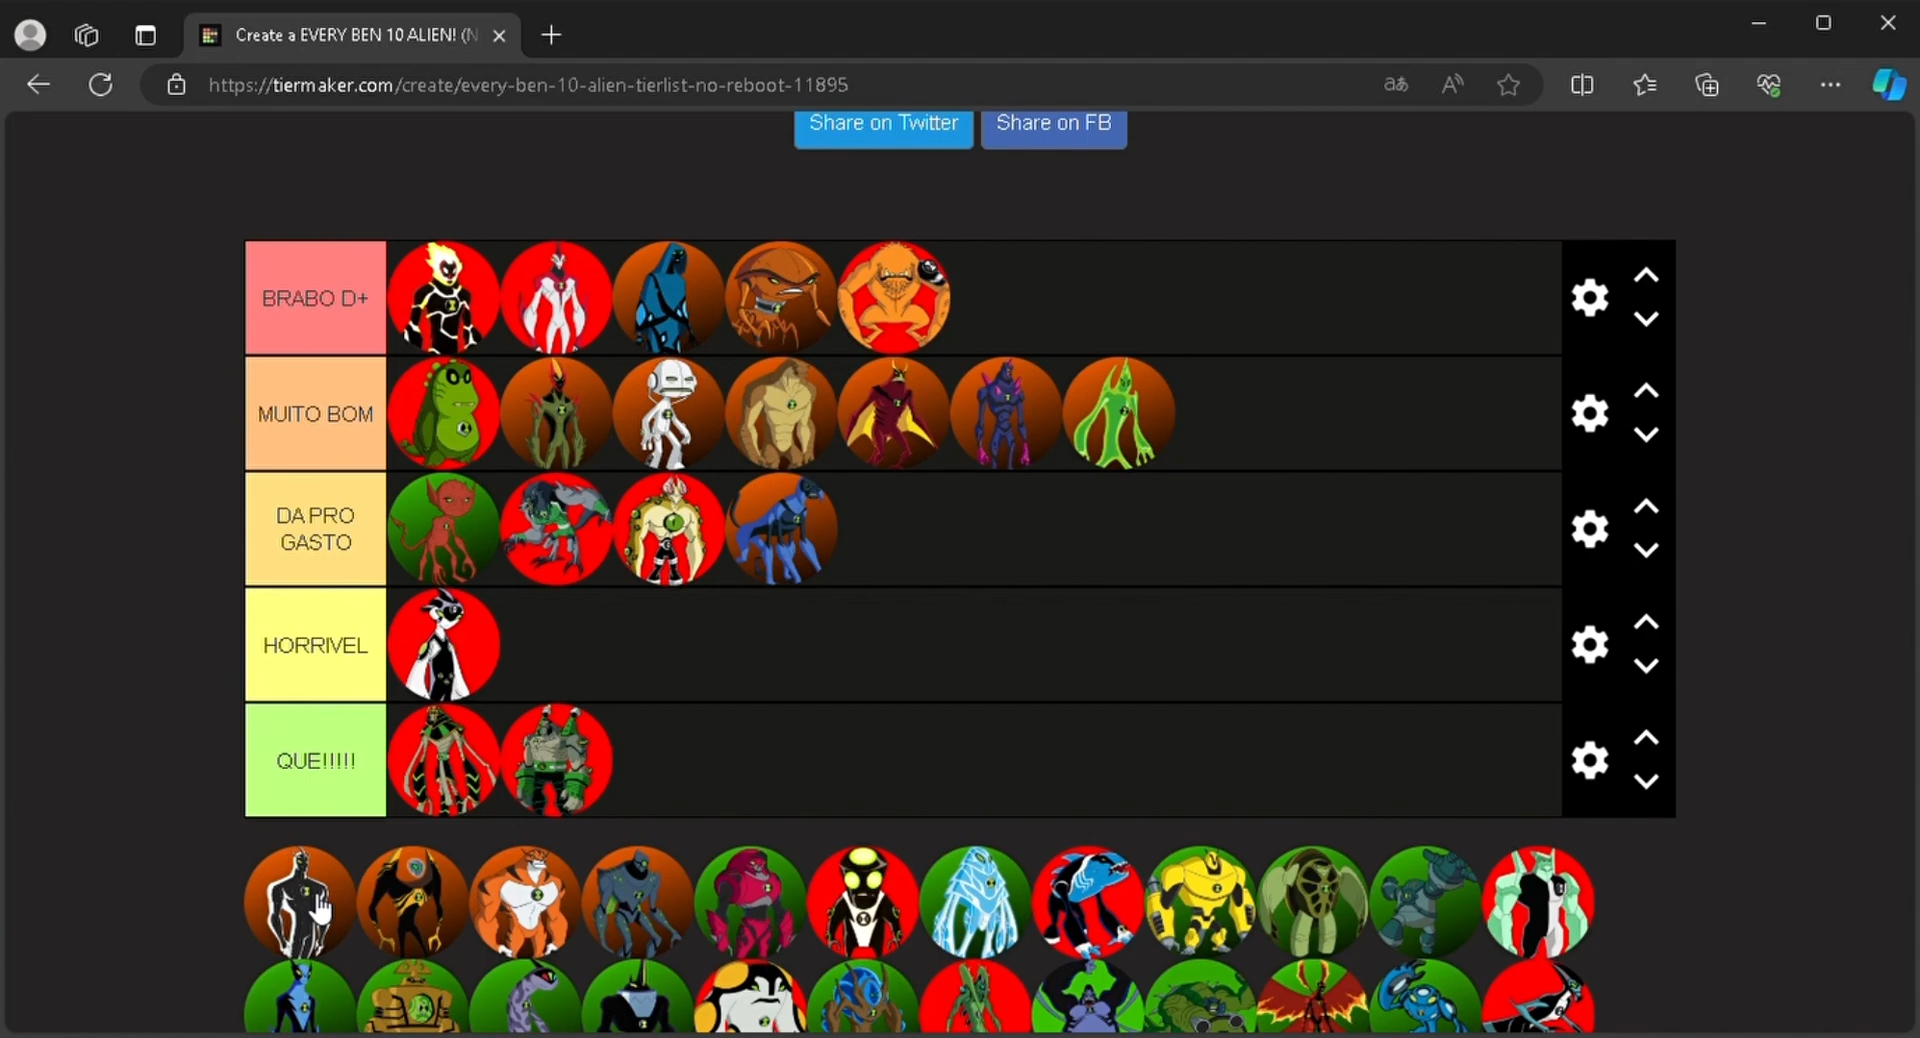 Create a EVERY BEN 10 ALIEN! (N
https://tiermaker.com/create/every-ben-10-alien-tierlist-no-reboot-11895
Share on Twitter
Share on FB
BRABO D+
MUITO BOM
DA PRO
GASTO
HORRIVEL
QUE!!!!!